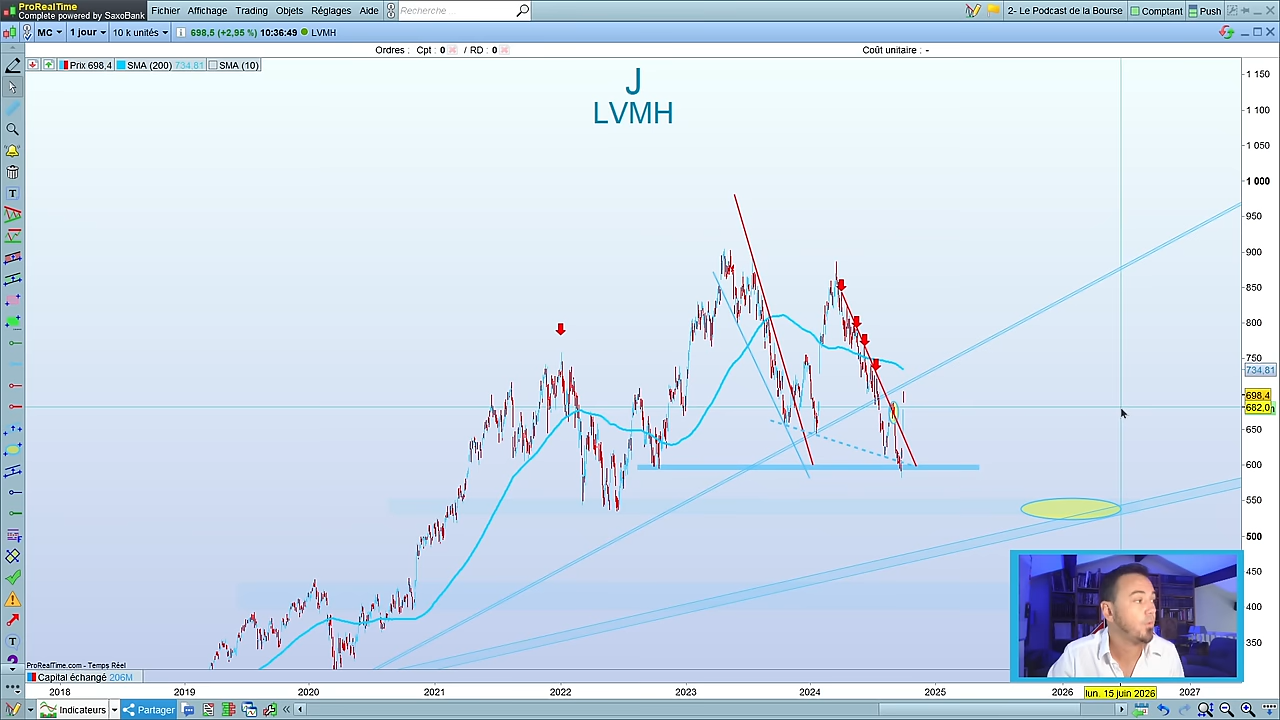 ProRealTime
Complete powered by SaxoBank
Fichier Affichage Trading Objets Réglages Aide Recherche
2- Le Podcast de la Bourse Comptant Push
MC 1 jour 10 k unités 698,5 (+2,95 %) 10:36:49 LVMH
Ordres : Cpt : 0 / RD : 0 Coût unitaire : -
Prix 698,4 SMA (200) 734.81 SMA (10)
J
LVMH
1 150
1 100
1 050
1 000
950
900
850
800
750
734,81
698,4
682,0
650
600
550
500
450
400
350
ProRealTime.com - Temps Réel
Capital échangé 206M
2018 2019 2020 2021 2022 2023 2024 2025 2026 lun. 15 juin 2026 2027
Indicateurs Partager